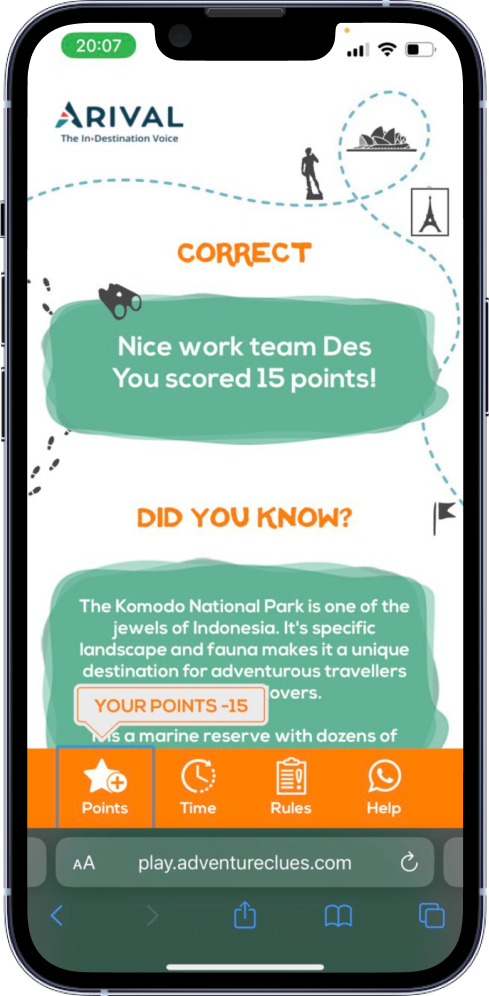 20:07
ARIVAL
The In-Destination Voice
CORRECT
Nice work team Des
You scored 15 points!
DID YOU KNOW?
The Komodo National Park is one of the
jewels of Indonesia. It's specific
landscape and fauna makes it a unique
destination for adventurous travellers
lovers.
YOUR POINTS -15
is a marine reserve with dozens of
Points
Time
Rules
Help
AA
play.adventureclues.com